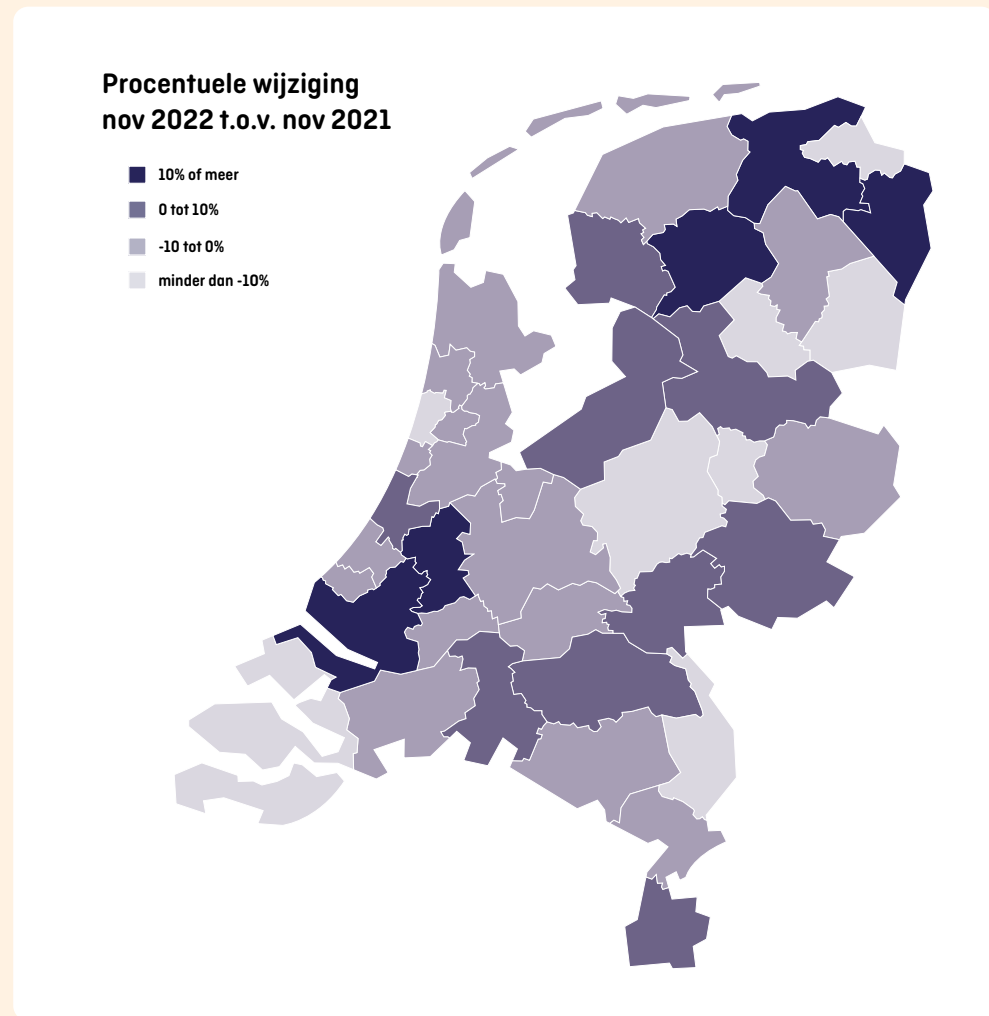 Procentuele wijziging
nov 2022 t.o.v. nov 2021
10% of meer
0 tot 10%
-10 tot 0%
minder dan -10%